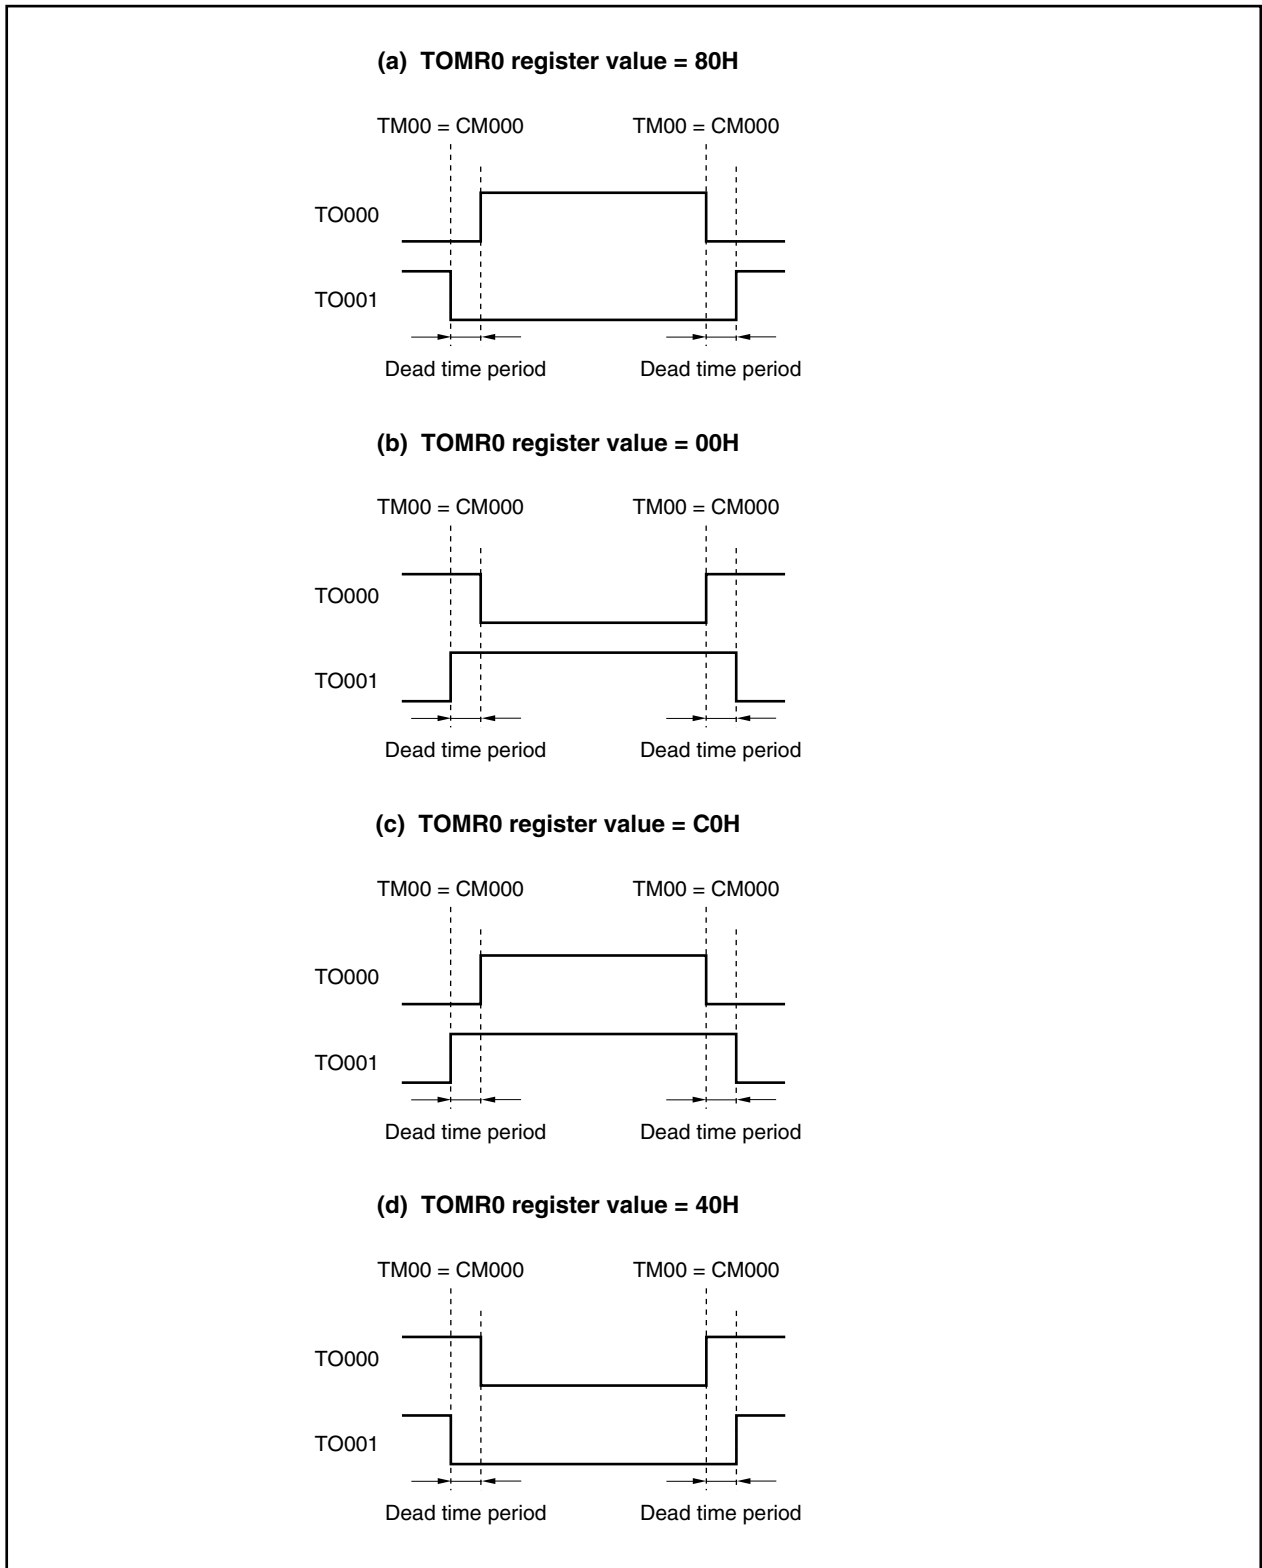 (a) TOMR0 register value = 80H
TM00 = CM000 TM00 = CM000
TO000
TO001
Dead time period Dead time period
(b) TOMR0 register value = 00H
TM00 = CM000 TM00 = CM000
TO000
TO001
Dead time period Dead time period
(c) TOMR0 register value = C0H
TM00 = CM000 TM00 = CM000
TO000
TO001
Dead time period Dead time period
(d) TOMR0 register value = 40H
TM00 = CM000 TM00 = CM000
TO000
TO001
Dead time period Dead time period